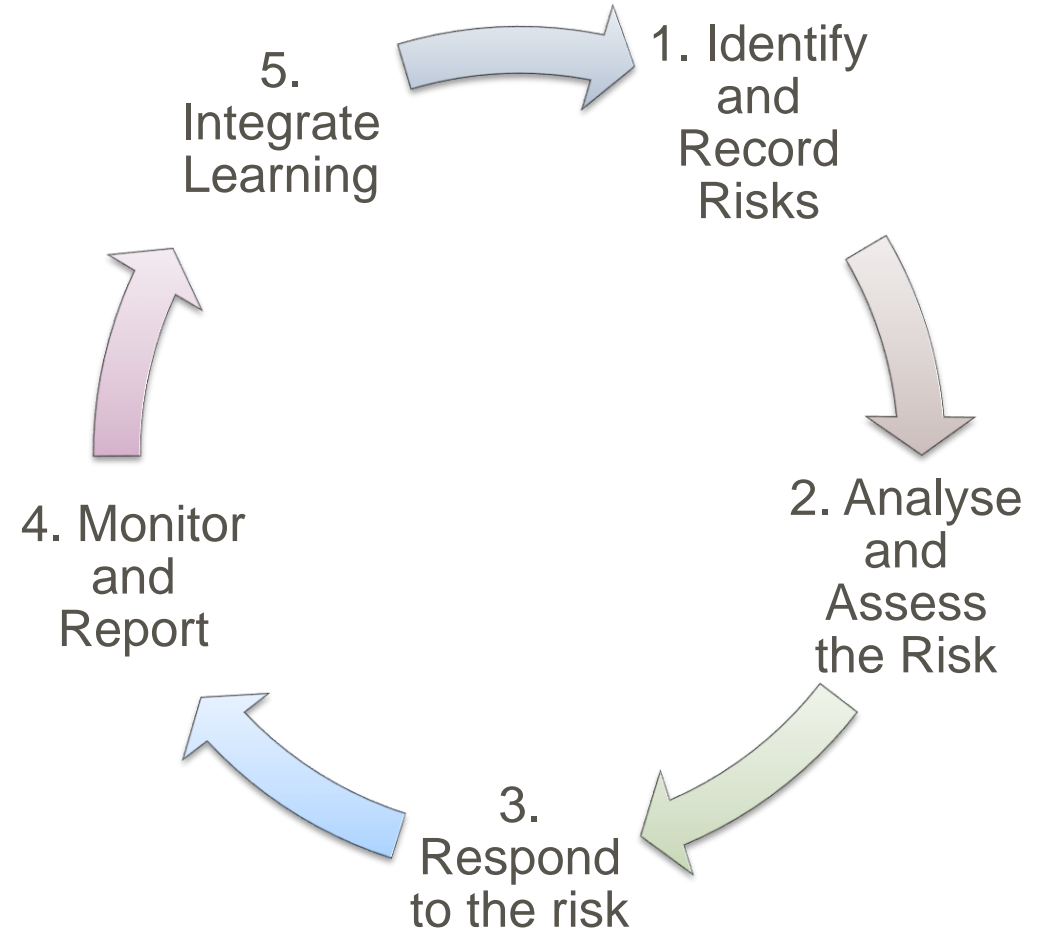 1. Identify
and
Record
Risks
2. Analyse
and
Assess
the Risk
3.
Respond
to the risk
4. Monitor
and
Report
5.
Integrate
Learning